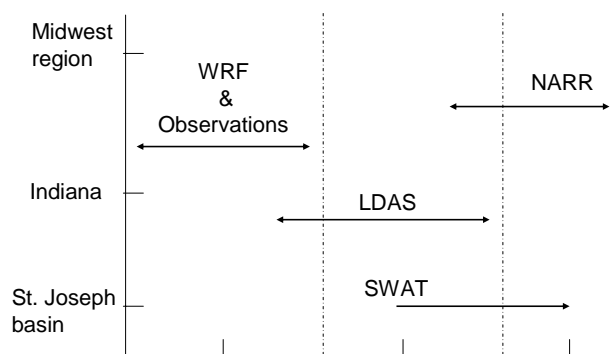 Midwest
region
WRF
&
Observations
NARR
Indiana
LDAS
St. Joseph
basin
SWAT